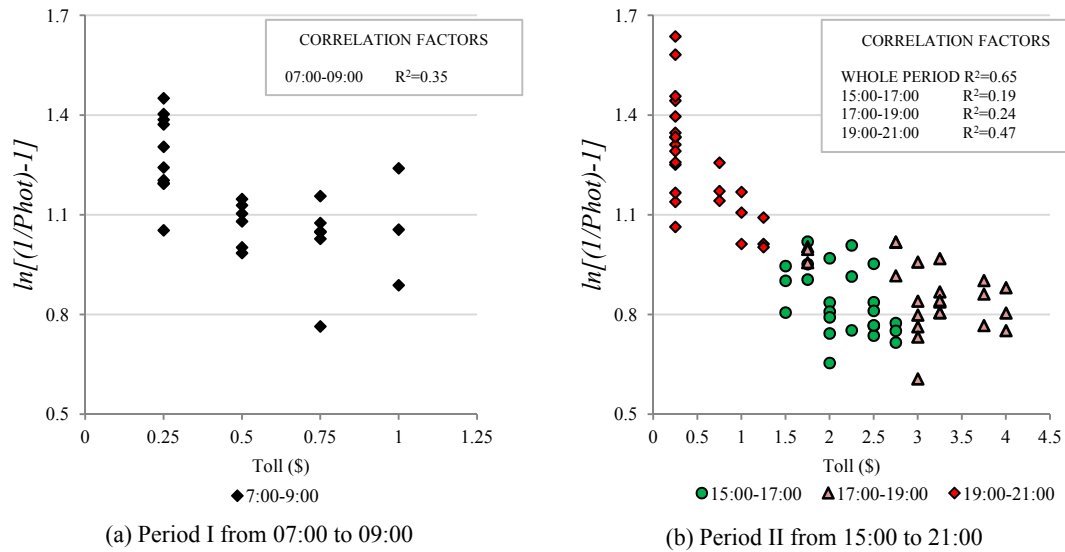 1.7
1.4
1.1
0.8
0.5
ln[(1/Phot)-1]
CORRELATION FACTORS
07:00-09:00 R²=0.35
0 0.25 0.5 0.75 1 1.25
Toll ($)
7:00-9:00
(a) Period I from 07:00 to 09:00
1.7
1.4
1.1
0.8
0.5
ln[(1/Phot)-1]
CORRELATION FACTORS
WHOLE PERIOD R²=0.65
15:00-17:00 R²=0.19
17:00-19:00 R²=0.24
19:00-21:00 R²=0.47
0 0.5 1 1.5 2 2.5 3 3.5 4 4.5
Toll ($)
15:00-17:00 17:00-19:00 19:00-21:00
(b) Period II from 15:00 to 21:00